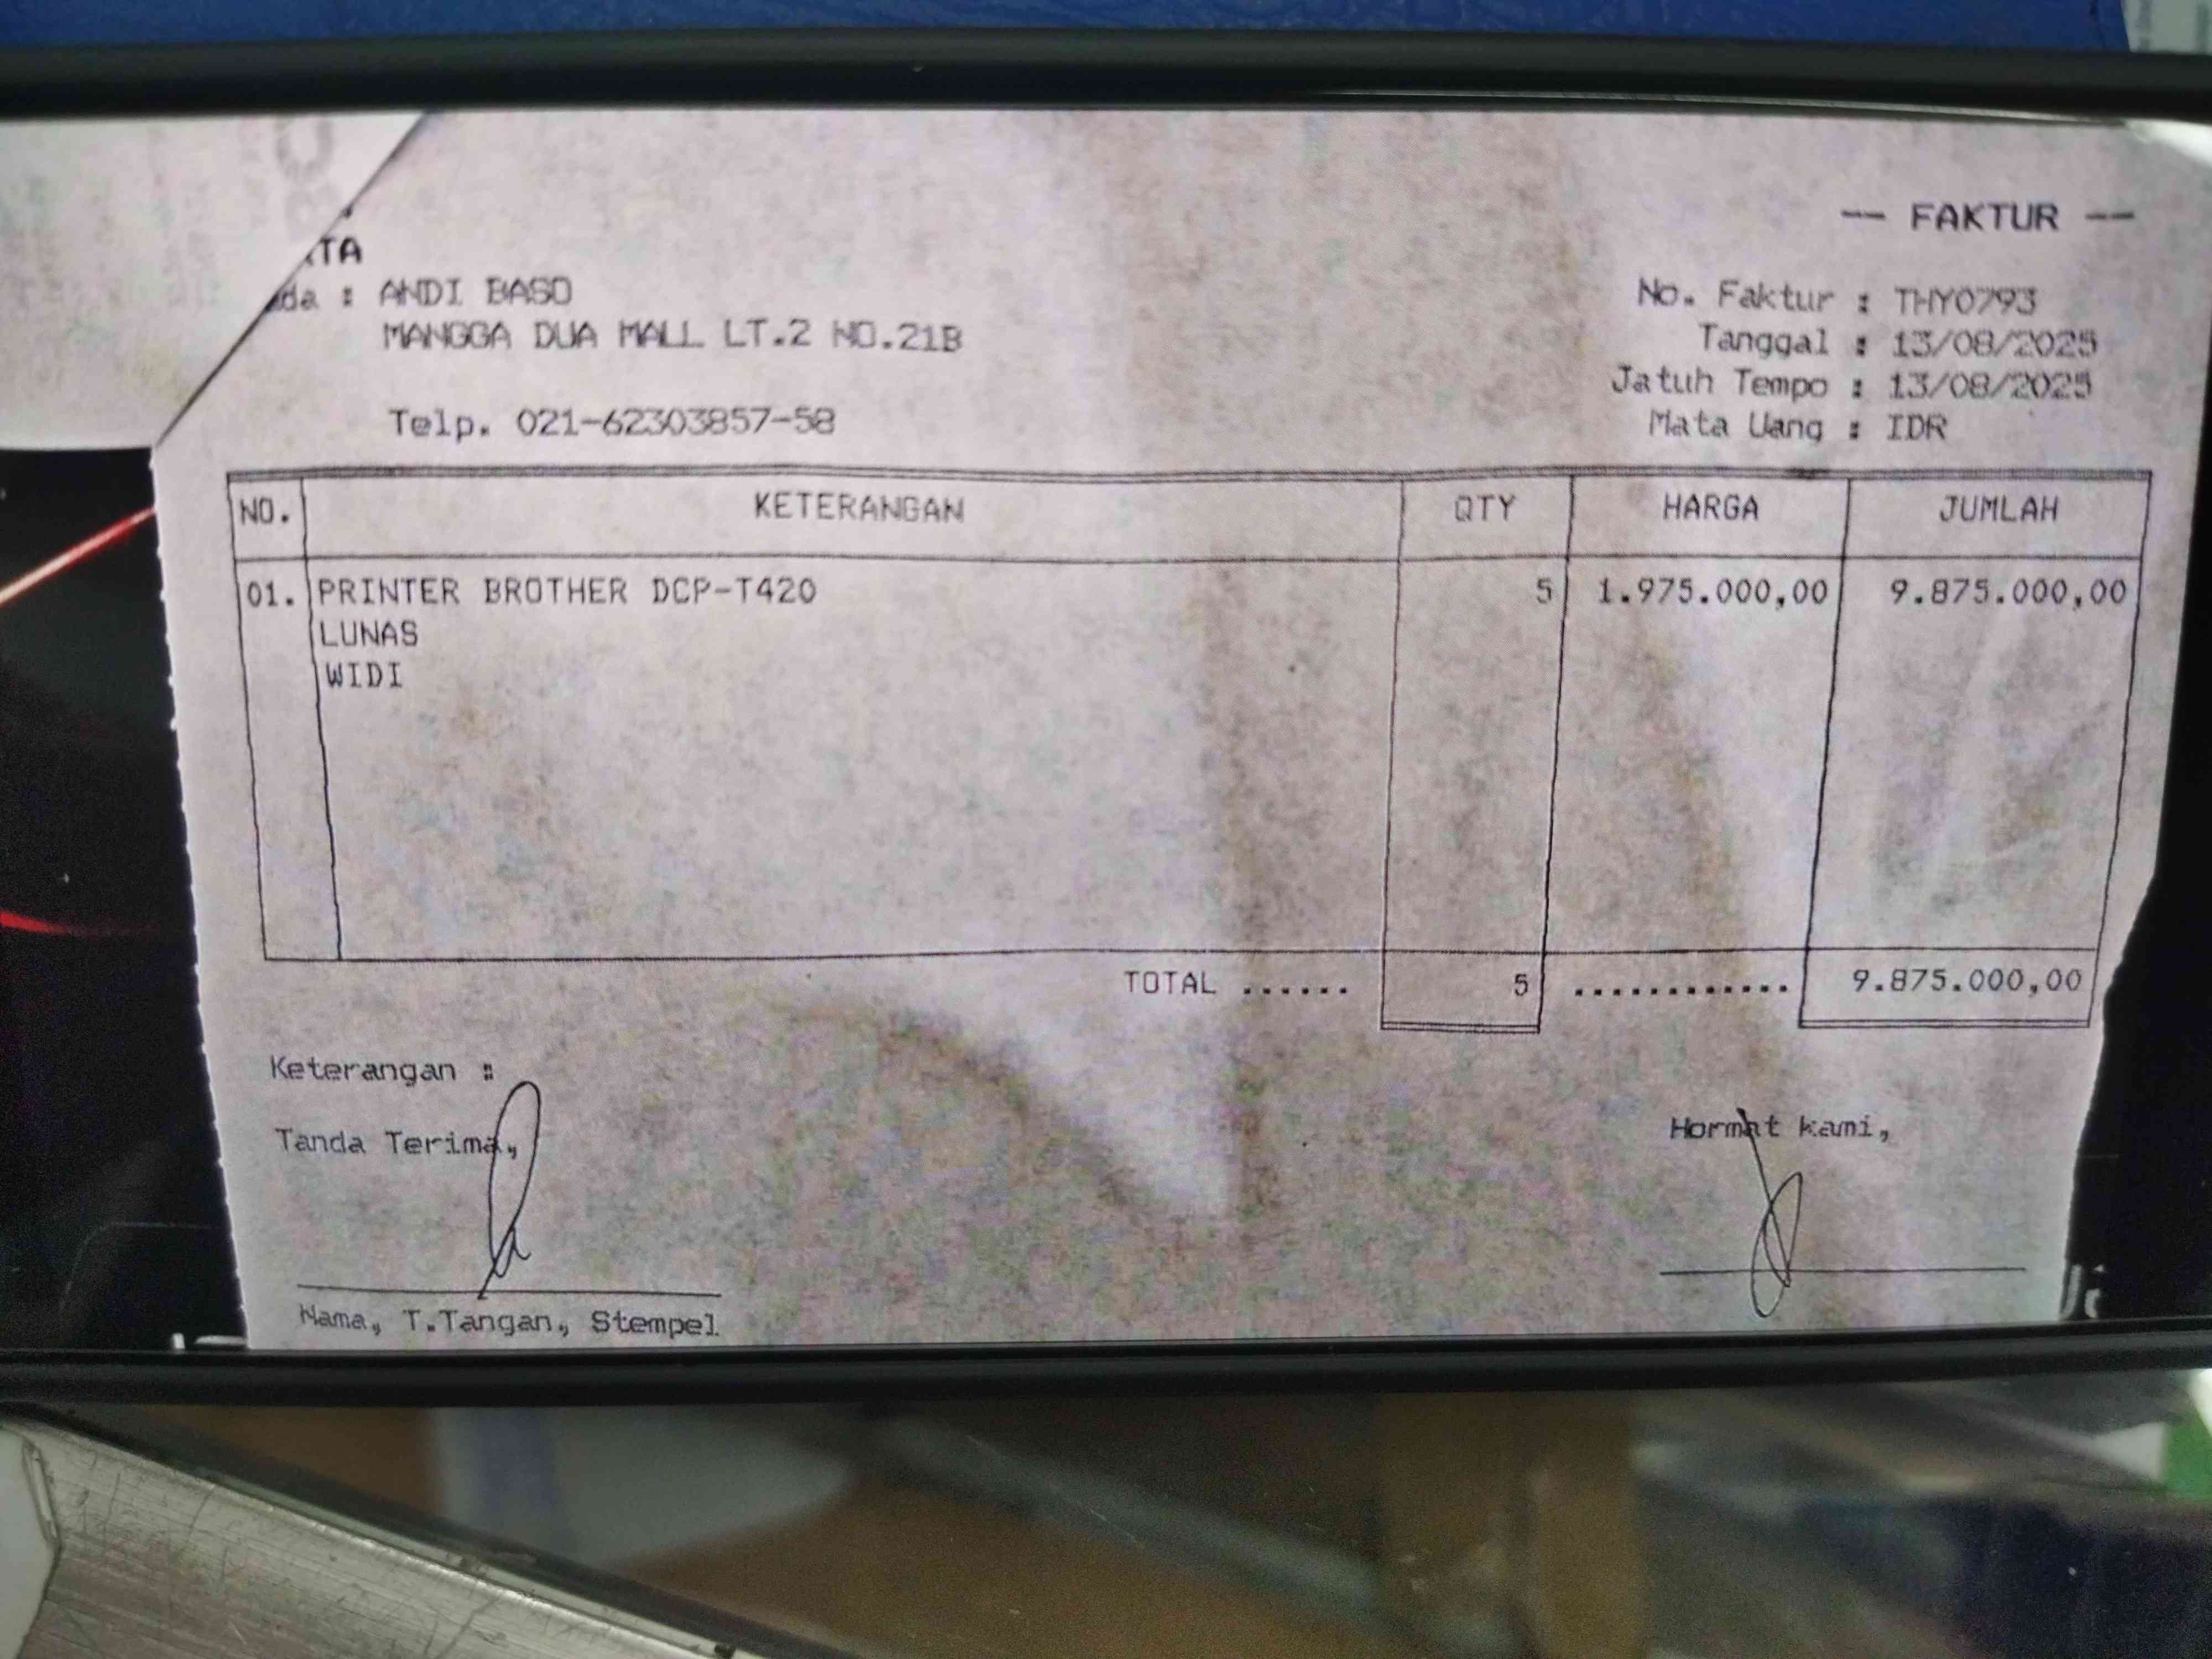 -- FAKTUR --
TA
da : ANDI BASO
MANGGA DUA MALL LT.2 NO.21B
Telp. 021-62303857-58
No. Faktur : THY0793
Tanggal : 13/08/2025
Jatuh Tempo : 13/08/2025
Mata Uang : IDR
NO. KETERANGAN QTY HARGA JUMLAH
01. PRINTER BROTHER DCP-T420 5 1.975.000,00 9.875.000,00
LUNAS
WIDI
TOTAL ...... 5 ............ 9.875.000,00
Keterangan :
Tanda Terima,
Hormat kami,
Nama, T.Tangan, Stempel